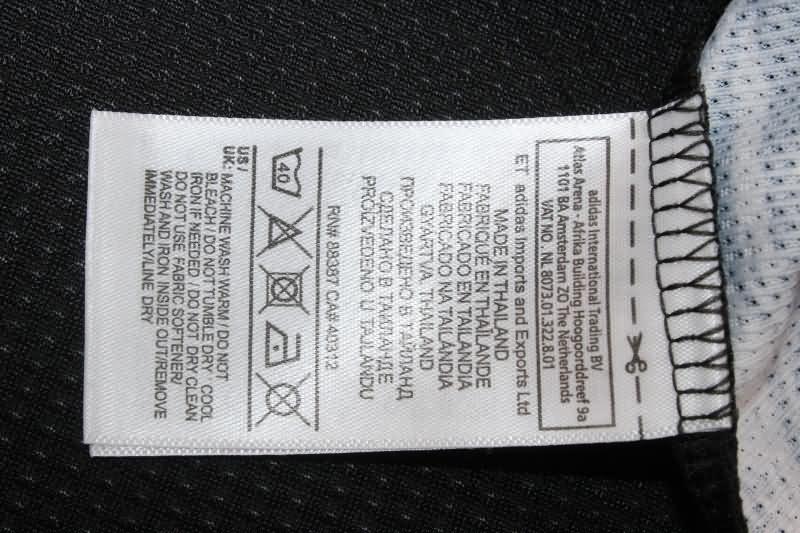 adidas International Trading BV
Atlas Arena - Afrika Building Hoogoorddreef 9a
1101 BA Amsterdam ZO The Netherlands
VAT NO. NL 8073.01.322.B.01
ET adidas Imports and Exports Ltd
MADE IN THAILAND
FABRIQUE EN THAILANDE
FABRICADO EN TAILANDIA
FABRICADO NA TAILÂNDIA
GYÁRTVA THAILAND
ПРОИЗВЕДЕНО В ТАИЛАНД
СДЕЛАНО В ТАИЛАНДЕ
PROIZVEDENO U TAJLANDU
RN# 88387 CA# 40312
40
US /
UK: MACHINE WASH WARM / DO NOT
BLEACH / DO NOT TUMBLE DRY COOL
IRON IF NEEDED / DO NOT DRY CLEAN
DO NOT USE FABRIC SOFTENER/
WASH AND IRON INSIDE OUT/REMOVE
IMMEDIATELY/LINE DRY